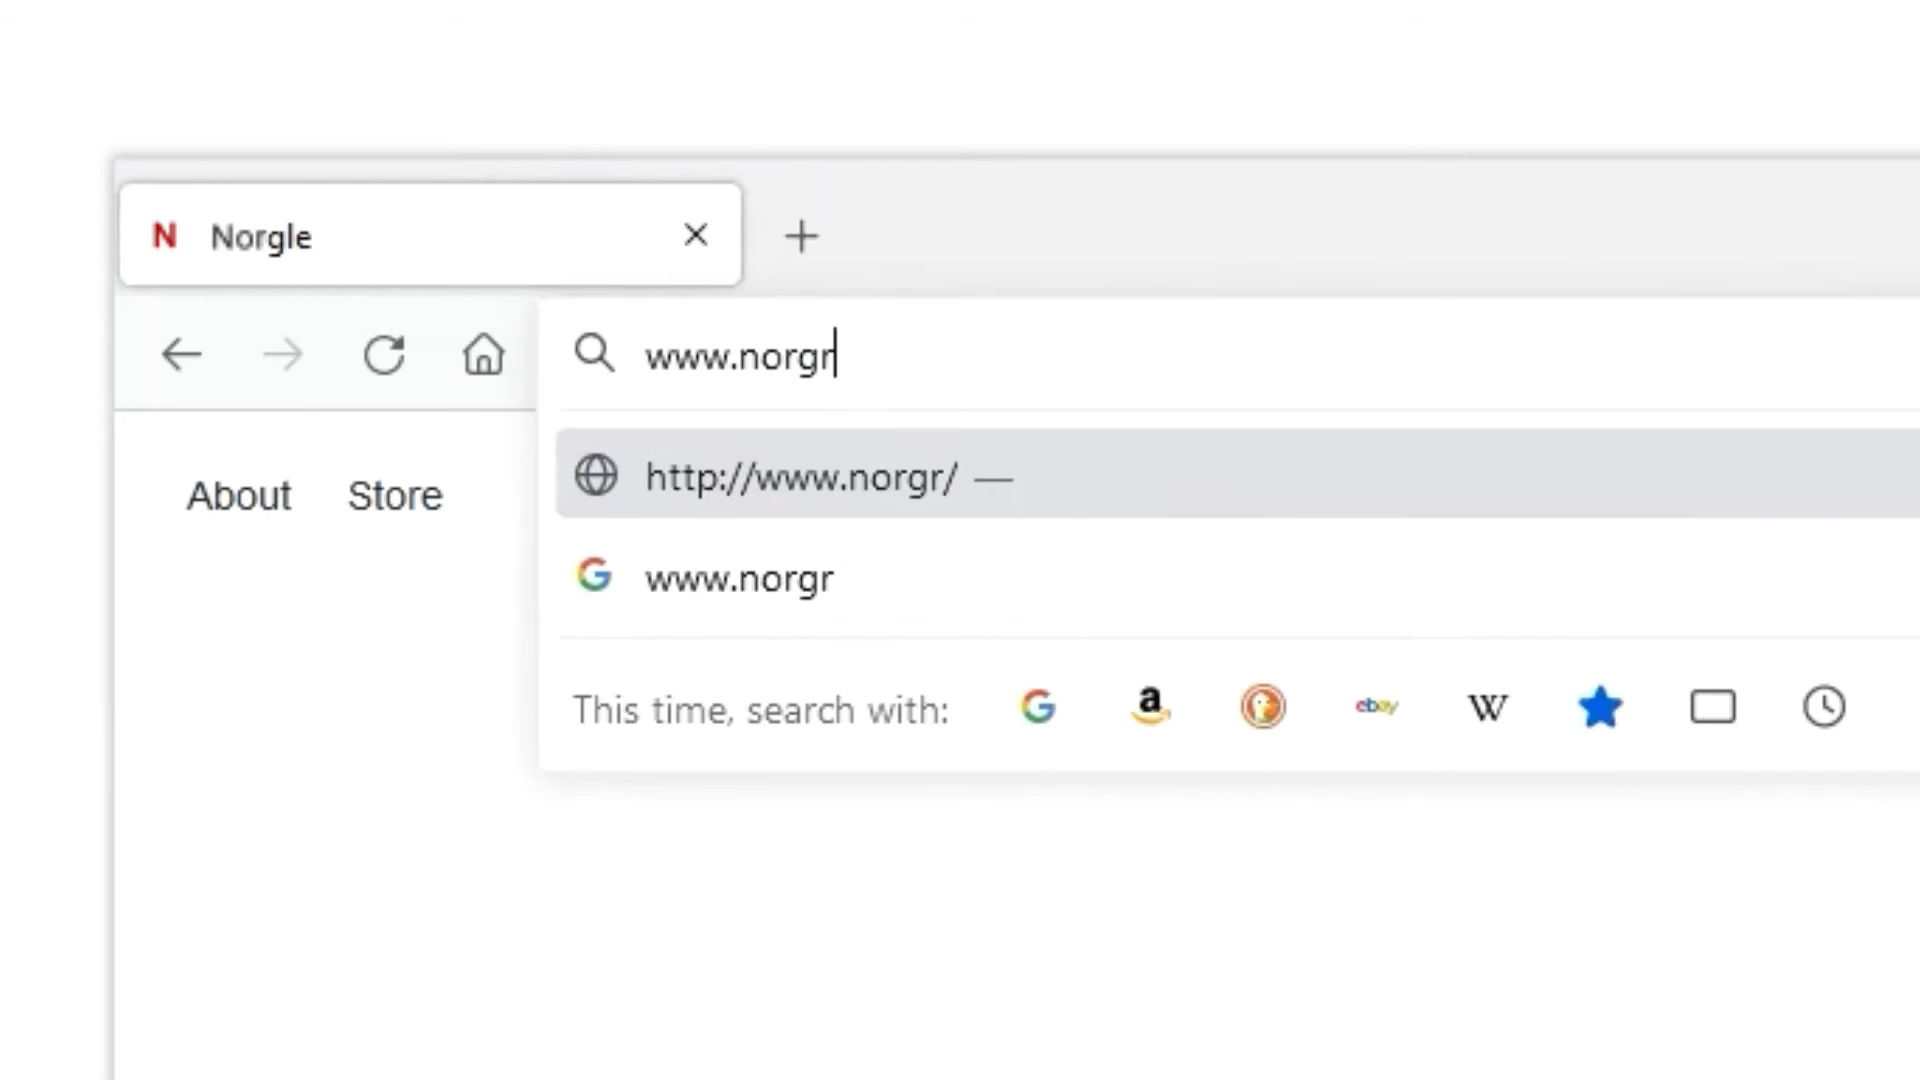 N Norgle
www.norgr
http://www.norgr/ —
About Store
G www.norgr
This time, search with: G a ebay W